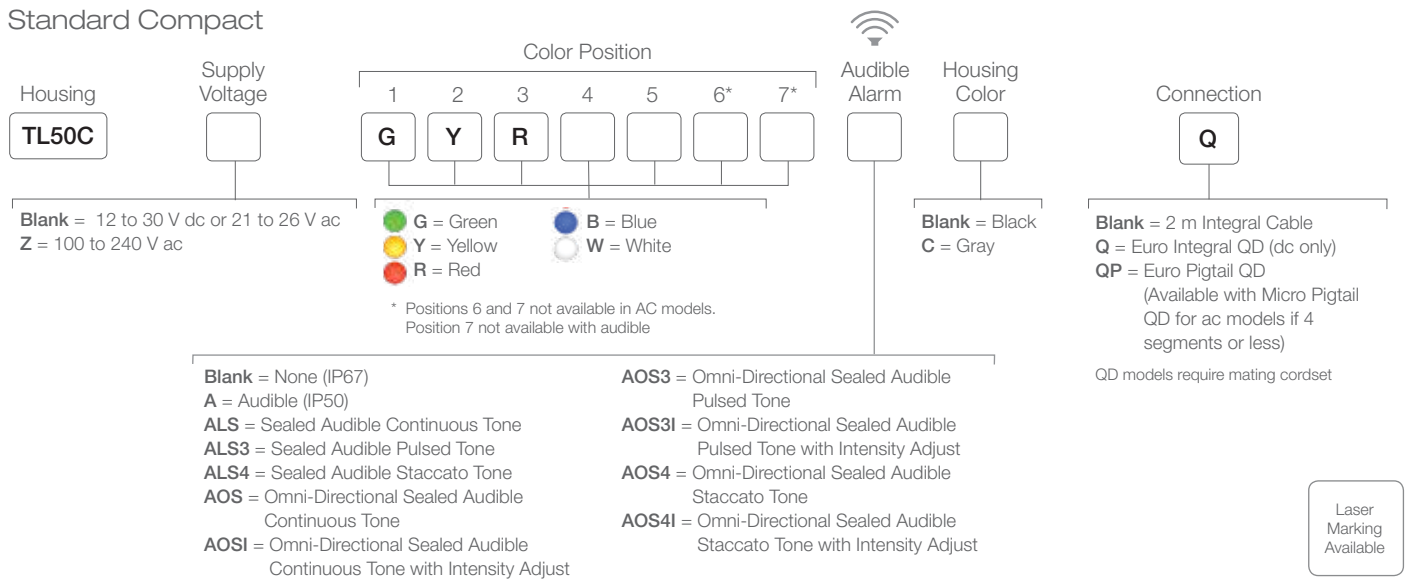 Standard Compact
Housing
Supply
Voltage
Color Position
1 2 3 4 5 6* 7*
Audible
Alarm
Housing
Color
Connection
TL50C
G Y R
Q
Blank = 12 to 30 V dc or 21 to 26 V ac
Z = 100 to 240 V ac
G = Green
Y = Yellow
R = Red
B = Blue
W = White
* Positions 6 and 7 not available in AC models.
Position 7 not available with audible
Blank = Black
C = Gray
Blank = 2 m Integral Cable
Q = Euro Integral QD (dc only)
QP = Euro Pigtail QD
(Available with Micro Pigtail
QD for ac models if 4
segments or less)
QD models require mating cordset
Blank = None (IP67)
A = Audible (IP50)
ALS = Sealed Audible Continuous Tone
ALS3 = Sealed Audible Pulsed Tone
ALS4 = Sealed Audible Staccato Tone
AOS = Omni-Directional Sealed Audible
Continuous Tone
AOSI = Omni-Directional Sealed Audible
Continuous Tone with Intensity Adjust
AOS3 = Omni-Directional Sealed Audible
Pulsed Tone
AOS3I = Omni-Directional Sealed Audible
Pulsed Tone with Intensity Adjust
AOS4 = Omni-Directional Sealed Audible
Staccato Tone
AOS4I = Omni-Directional Sealed Audible
Staccato Tone with Intensity Adjust
Laser
Marking
Available